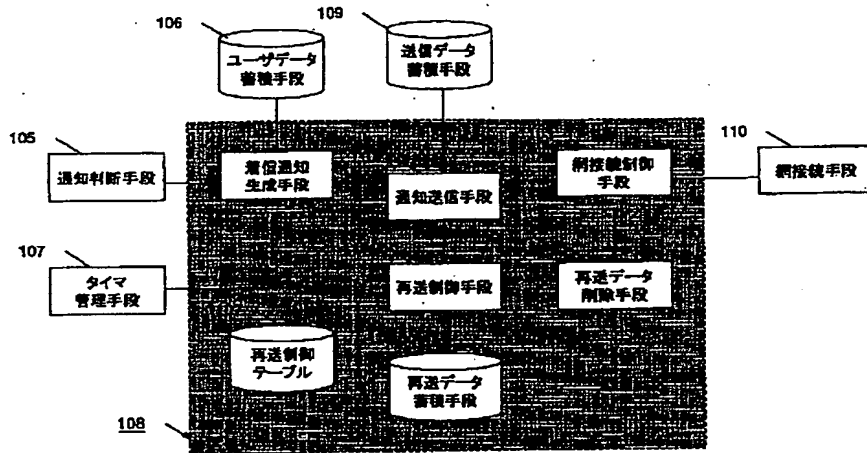 106
ユーザデータ
蓄積手段
109
送信データ
蓄積手段
105
通知判断手段
着信通知
生成手段
通知送信手段
網接続制御
手段
110
網接続手段
107
タイマ
管理手段
再送制御手段
再送データ
削除手段
再送制御
テーブル
再送データ
蓄積手段
108